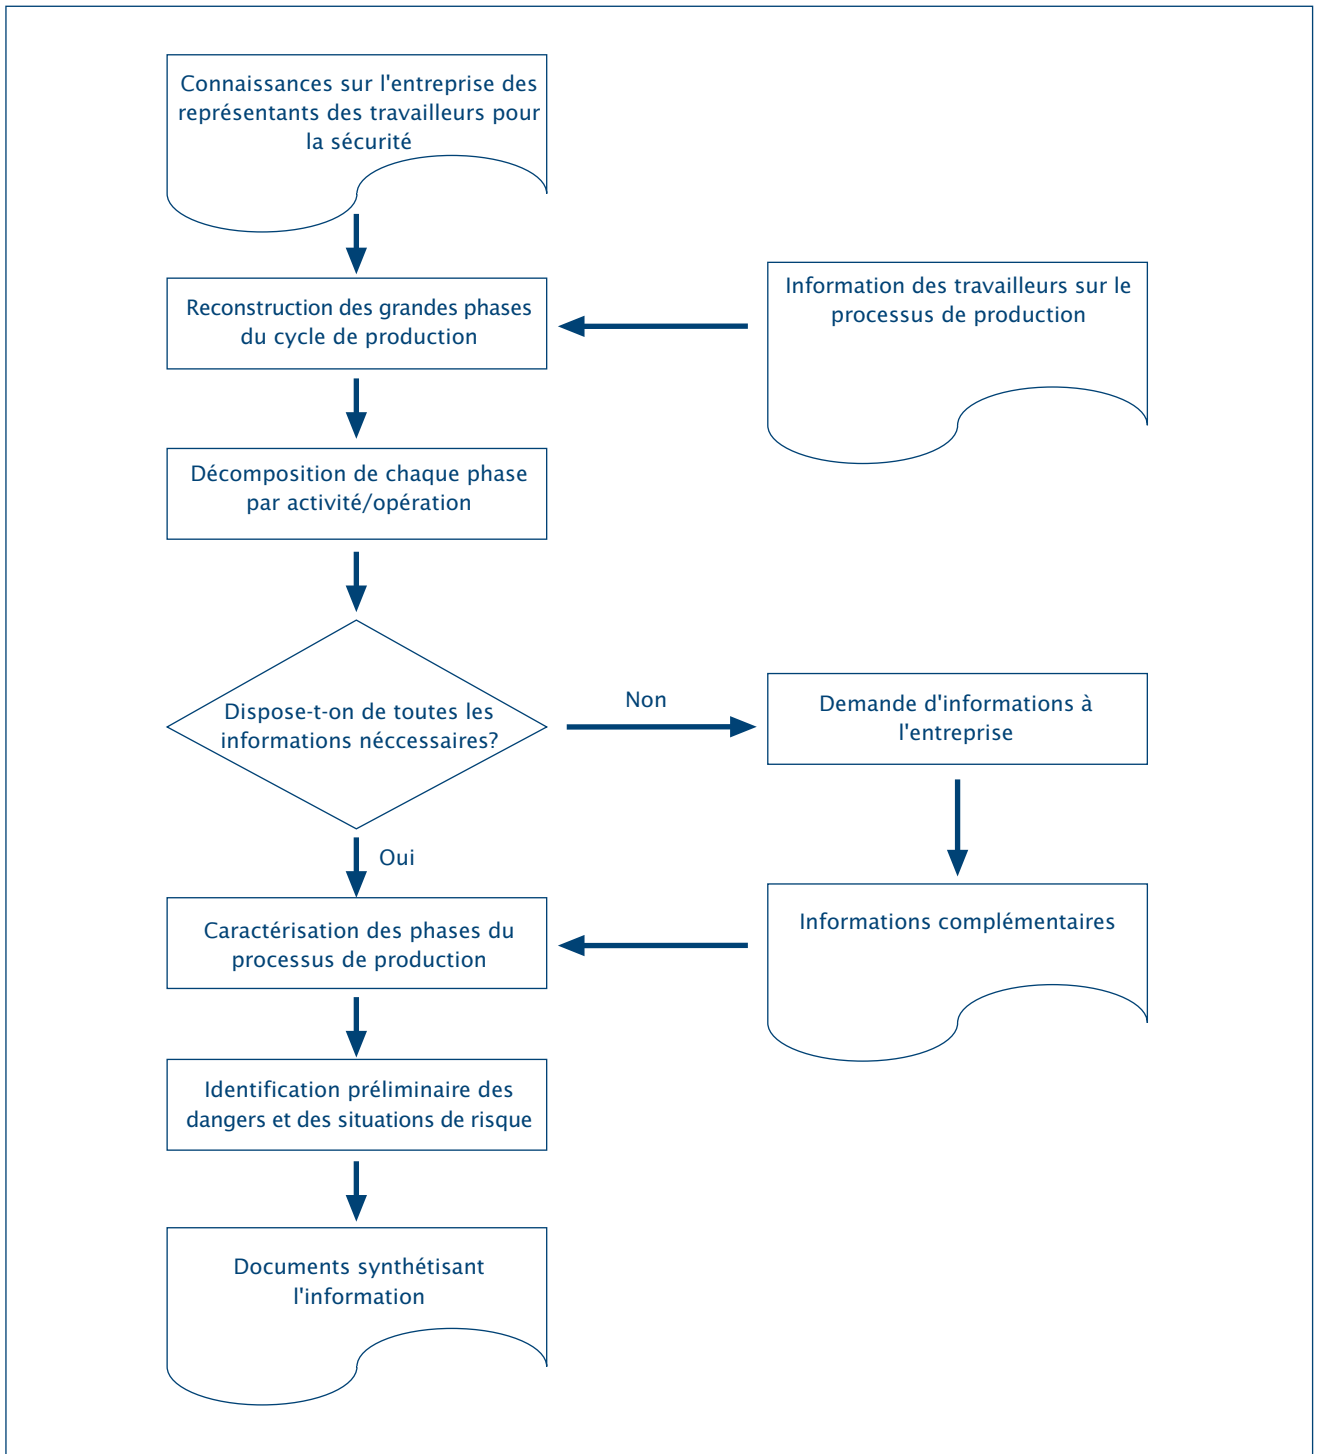 Connaissances sur l'entreprise des
représentants des travailleurs pour
la sécurité
Reconstruction des grandes phases
du cycle de production
Information des travailleurs sur le
processus de production
Décomposition de chaque phase
par activité/opération
Dispose-t-on de toutes les
informations néccessaires?
Non
Demande d'informations à
l'entreprise
Oui
Informations complémentaires
Caractérisation des phases du
processus de production
Identification préliminaire des
dangers et des situations de risque
Documents synthétisant
l'information